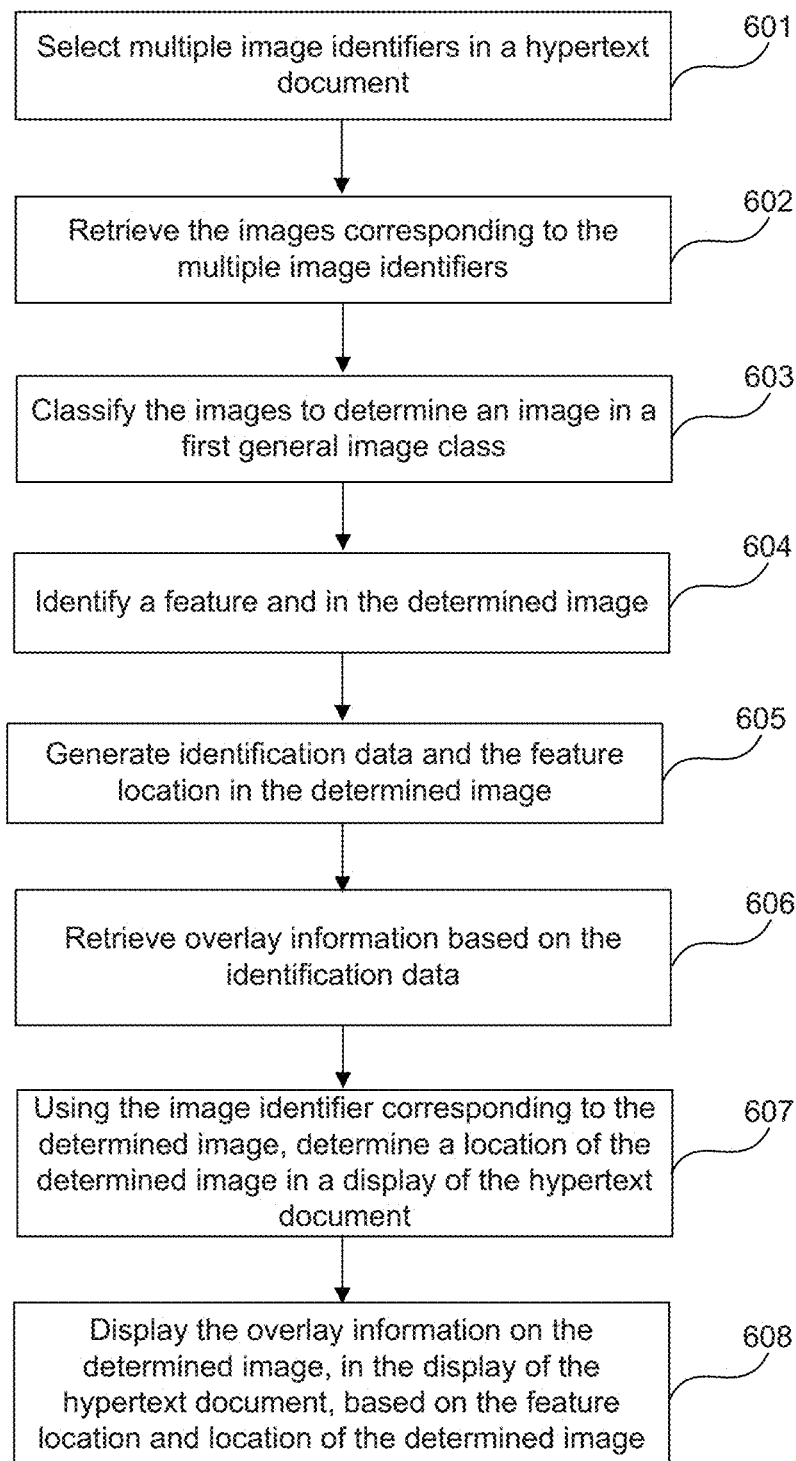 601
Select multiple image identifiers in a hypertext
document
602
Retrieve the images corresponding to the
multiple image identifiers
603
Classify the images to determine an image in a
first general image class
604
Identify a feature and in the determined image
605
Generate identification data and the feature
location in the determined image
606
Retrieve overlay information based on the
identification data
607
Using the image identifier corresponding to the
determined image, determine a location of the
determined image in a display of the hypertext
document
608
Display the overlay information on the
determined image, in the display of the
hypertext document, based on the feature
location and location of the determined image